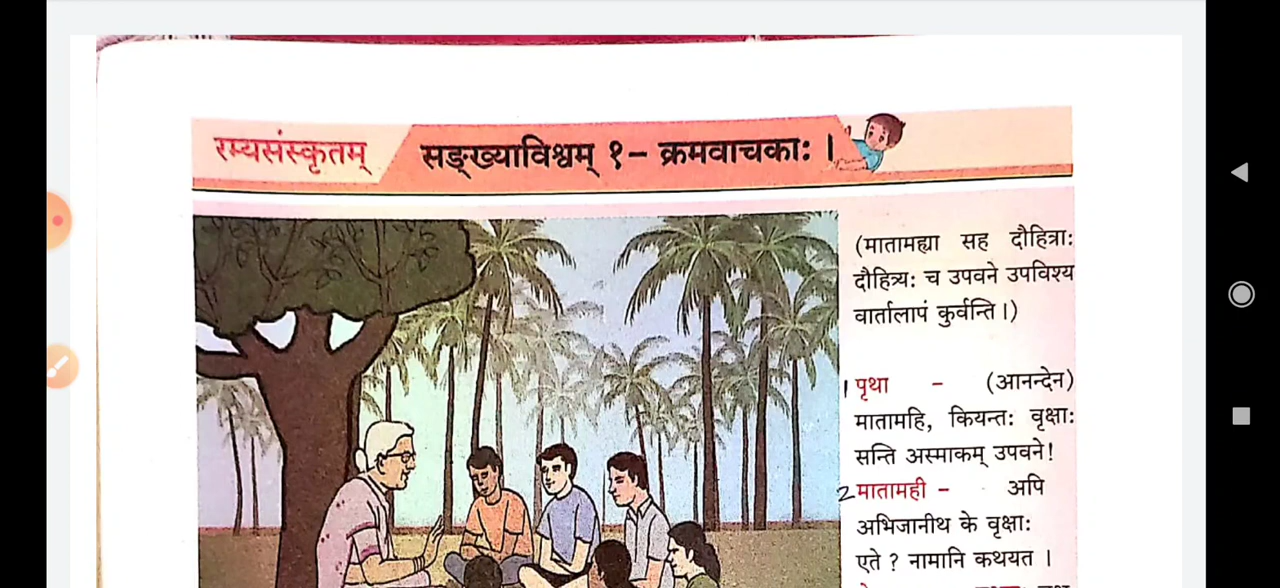 रम्यसंस्कृतम्
सङ्ख्याविश्वम् १– क्रमवाचकाः ।
(मातामह्या सह दौहित्राः
दौहित्र्यः च उपवने उपविश्य
वार्तालापं कुर्वन्ति।)
1 पृथा – (आनन्देन)
मातामहि, कियन्तः वृक्षाः
सन्ति अस्माकम् उपवने!
2 मातामही – अपि
अभिजानीथ के वृक्षाः
एते ? नामानि कथयत ।